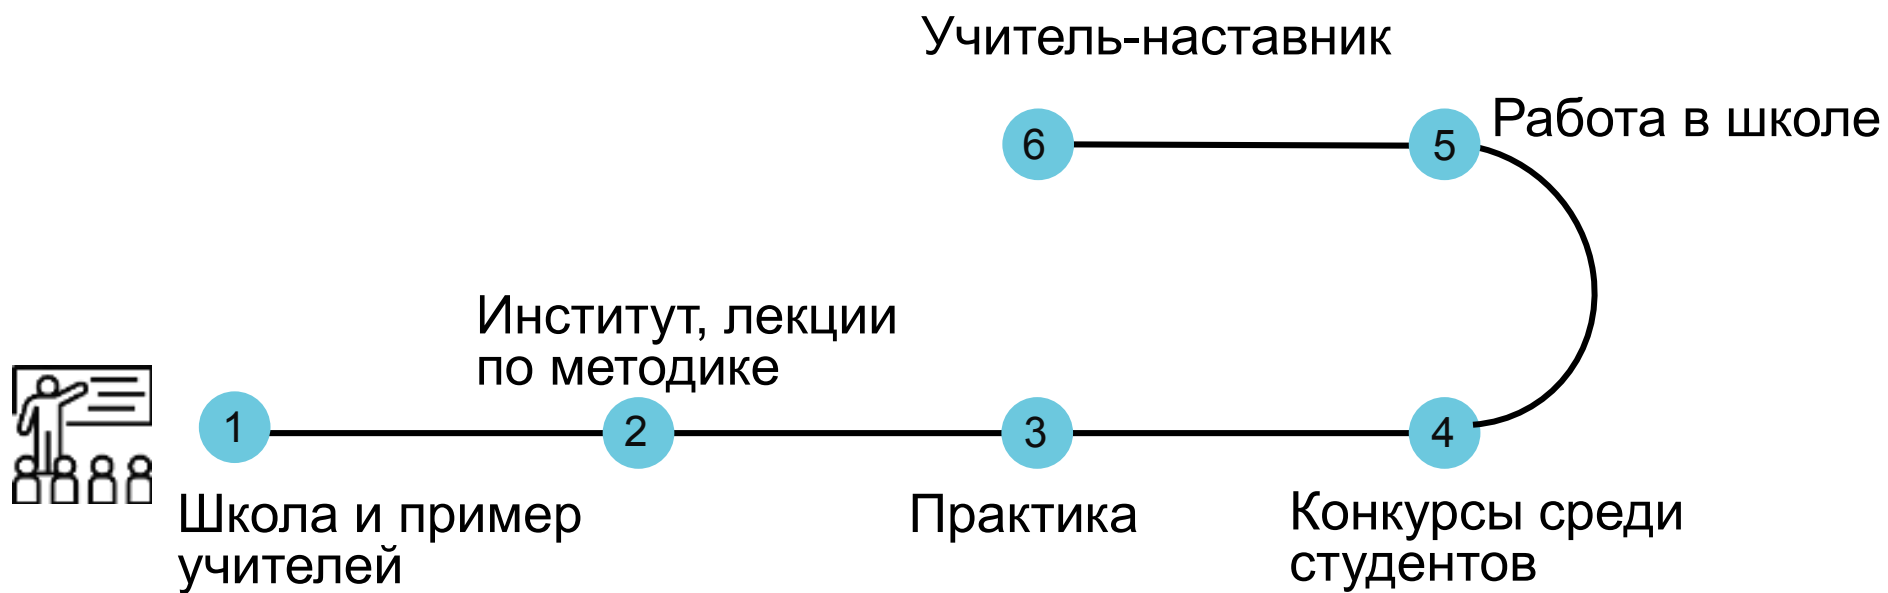 Учитель-наставник
6
5
Работа в школе
Институт, лекции
по методике
1
2
3
4
Школа и пример
учителей
Практика
Конкурсы среди
студентов